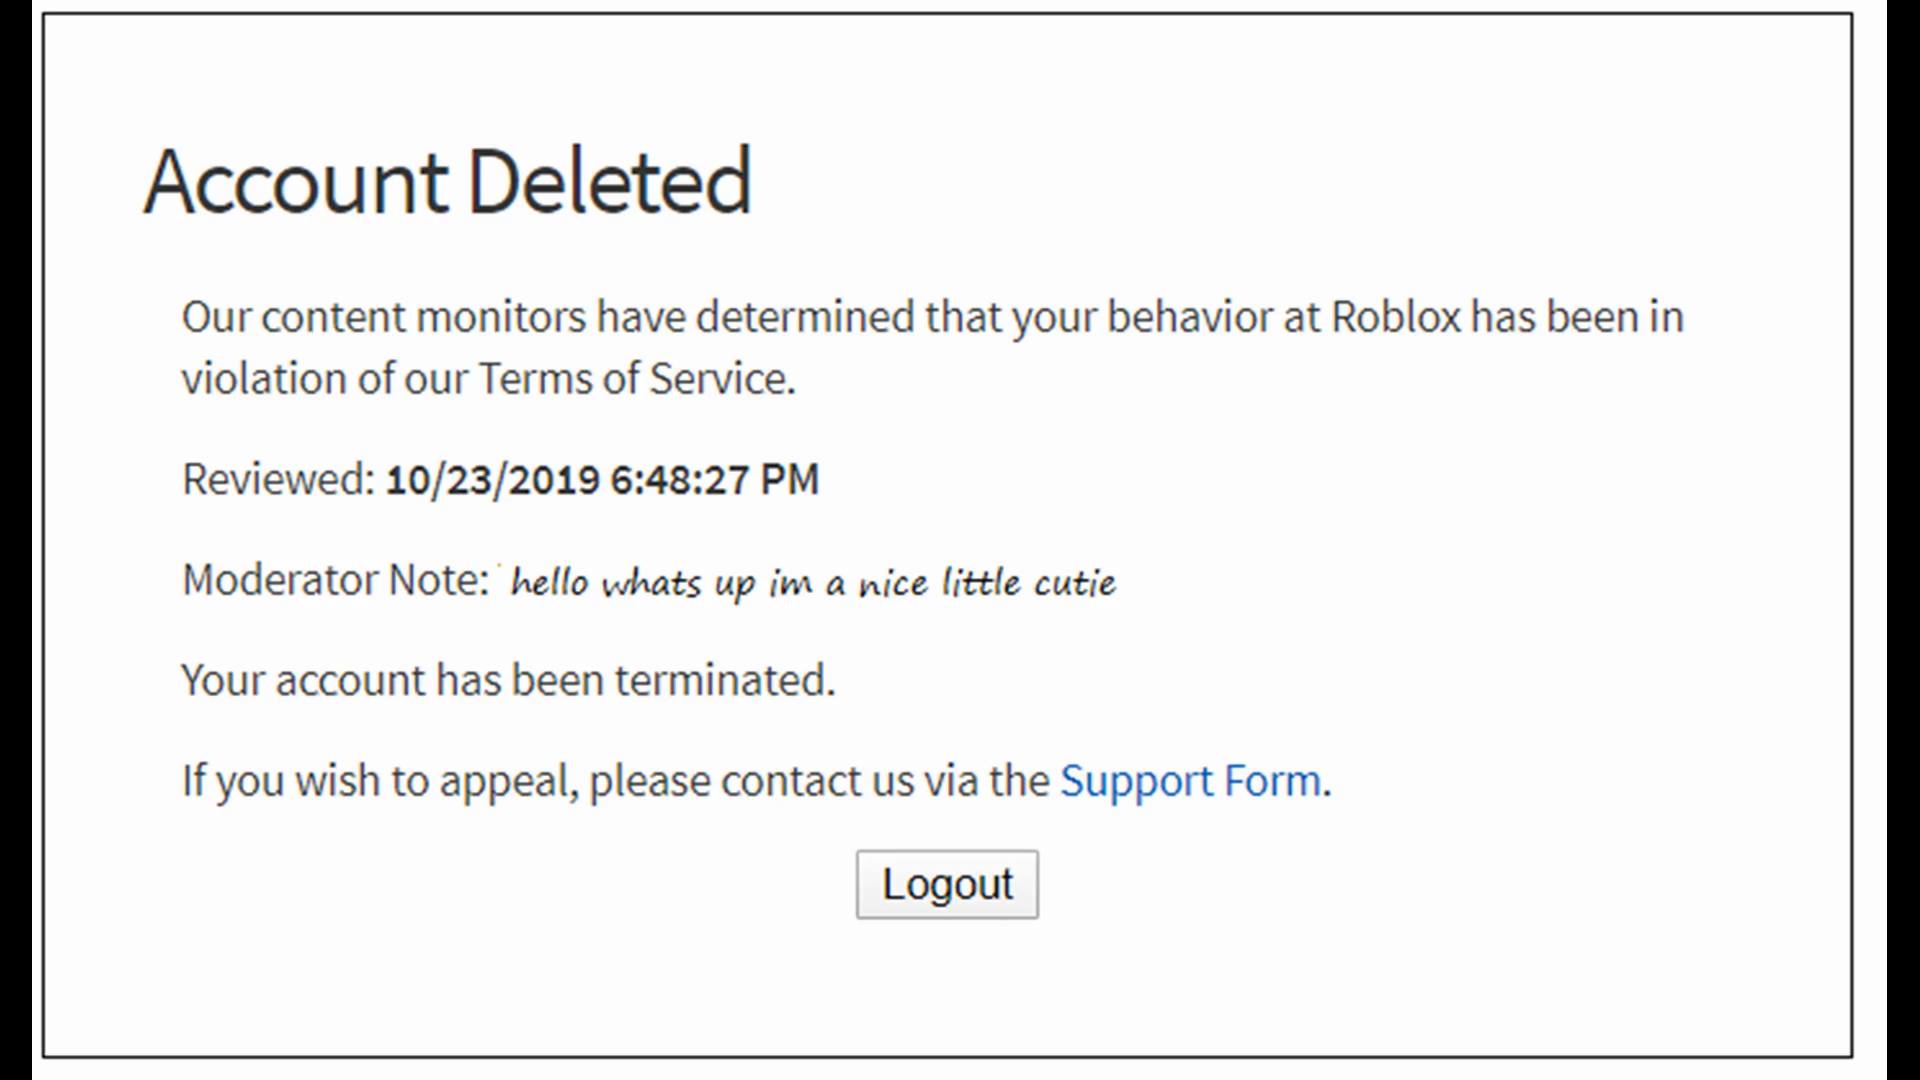 Account Deleted
Our content monitors have determined that your behavior at Roblox has been in
violation of our Terms of Service.
Reviewed: 10/23/2019 6:48:27 PM
Moderator Note: hello whats up im a nice little cutie
Your account has been terminated.
If you wish to appeal, please contact us via the Support Form.
Logout